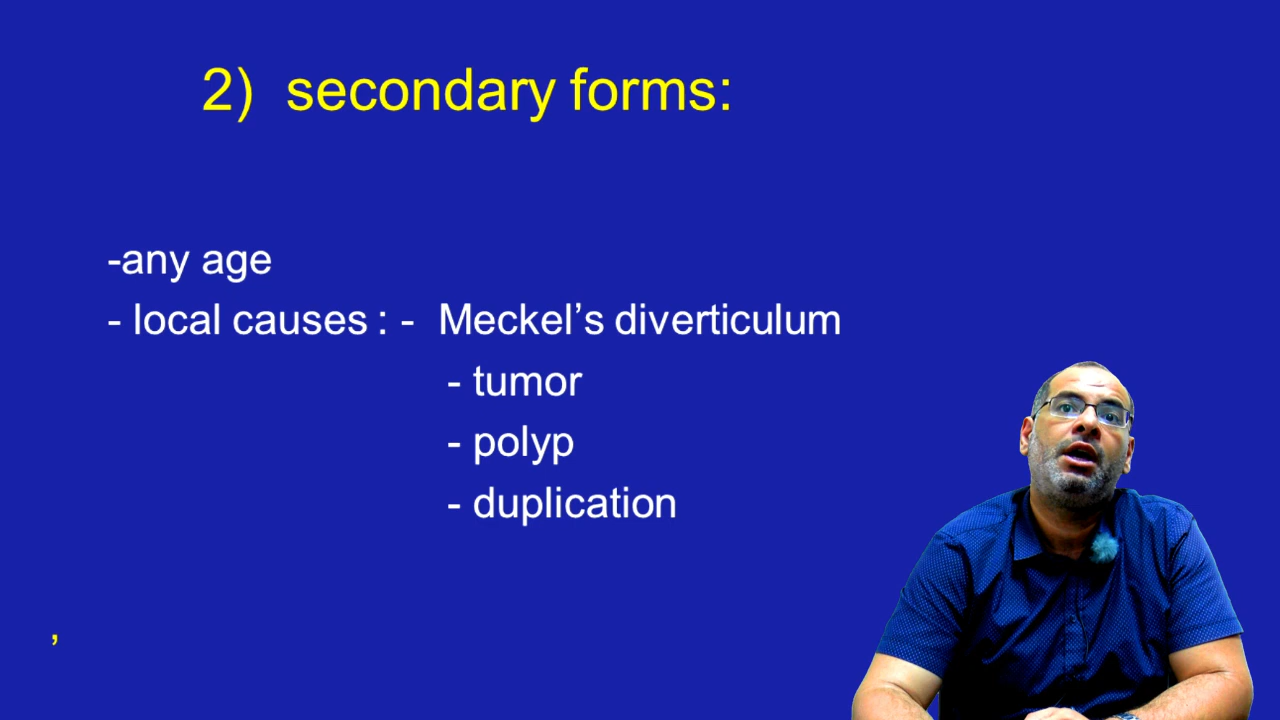 2) secondary forms:
-any age
- local causes : - Meckel’s diverticulum
- tumor
- polyp
- duplication
,